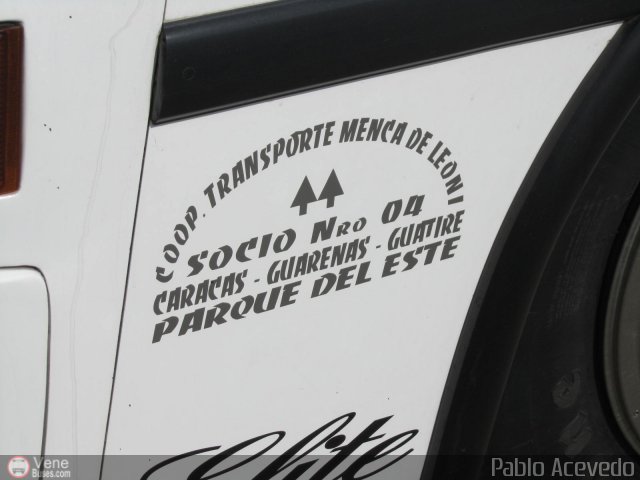 COOP. TRANSPORTE MENCA DE LEONI
SOCIO NRO 04
CARACAS - GUARENAS - GUATIRE
PARQUE DEL ESTE
Elite
Vene
Buses.com
Pablo Acevedo